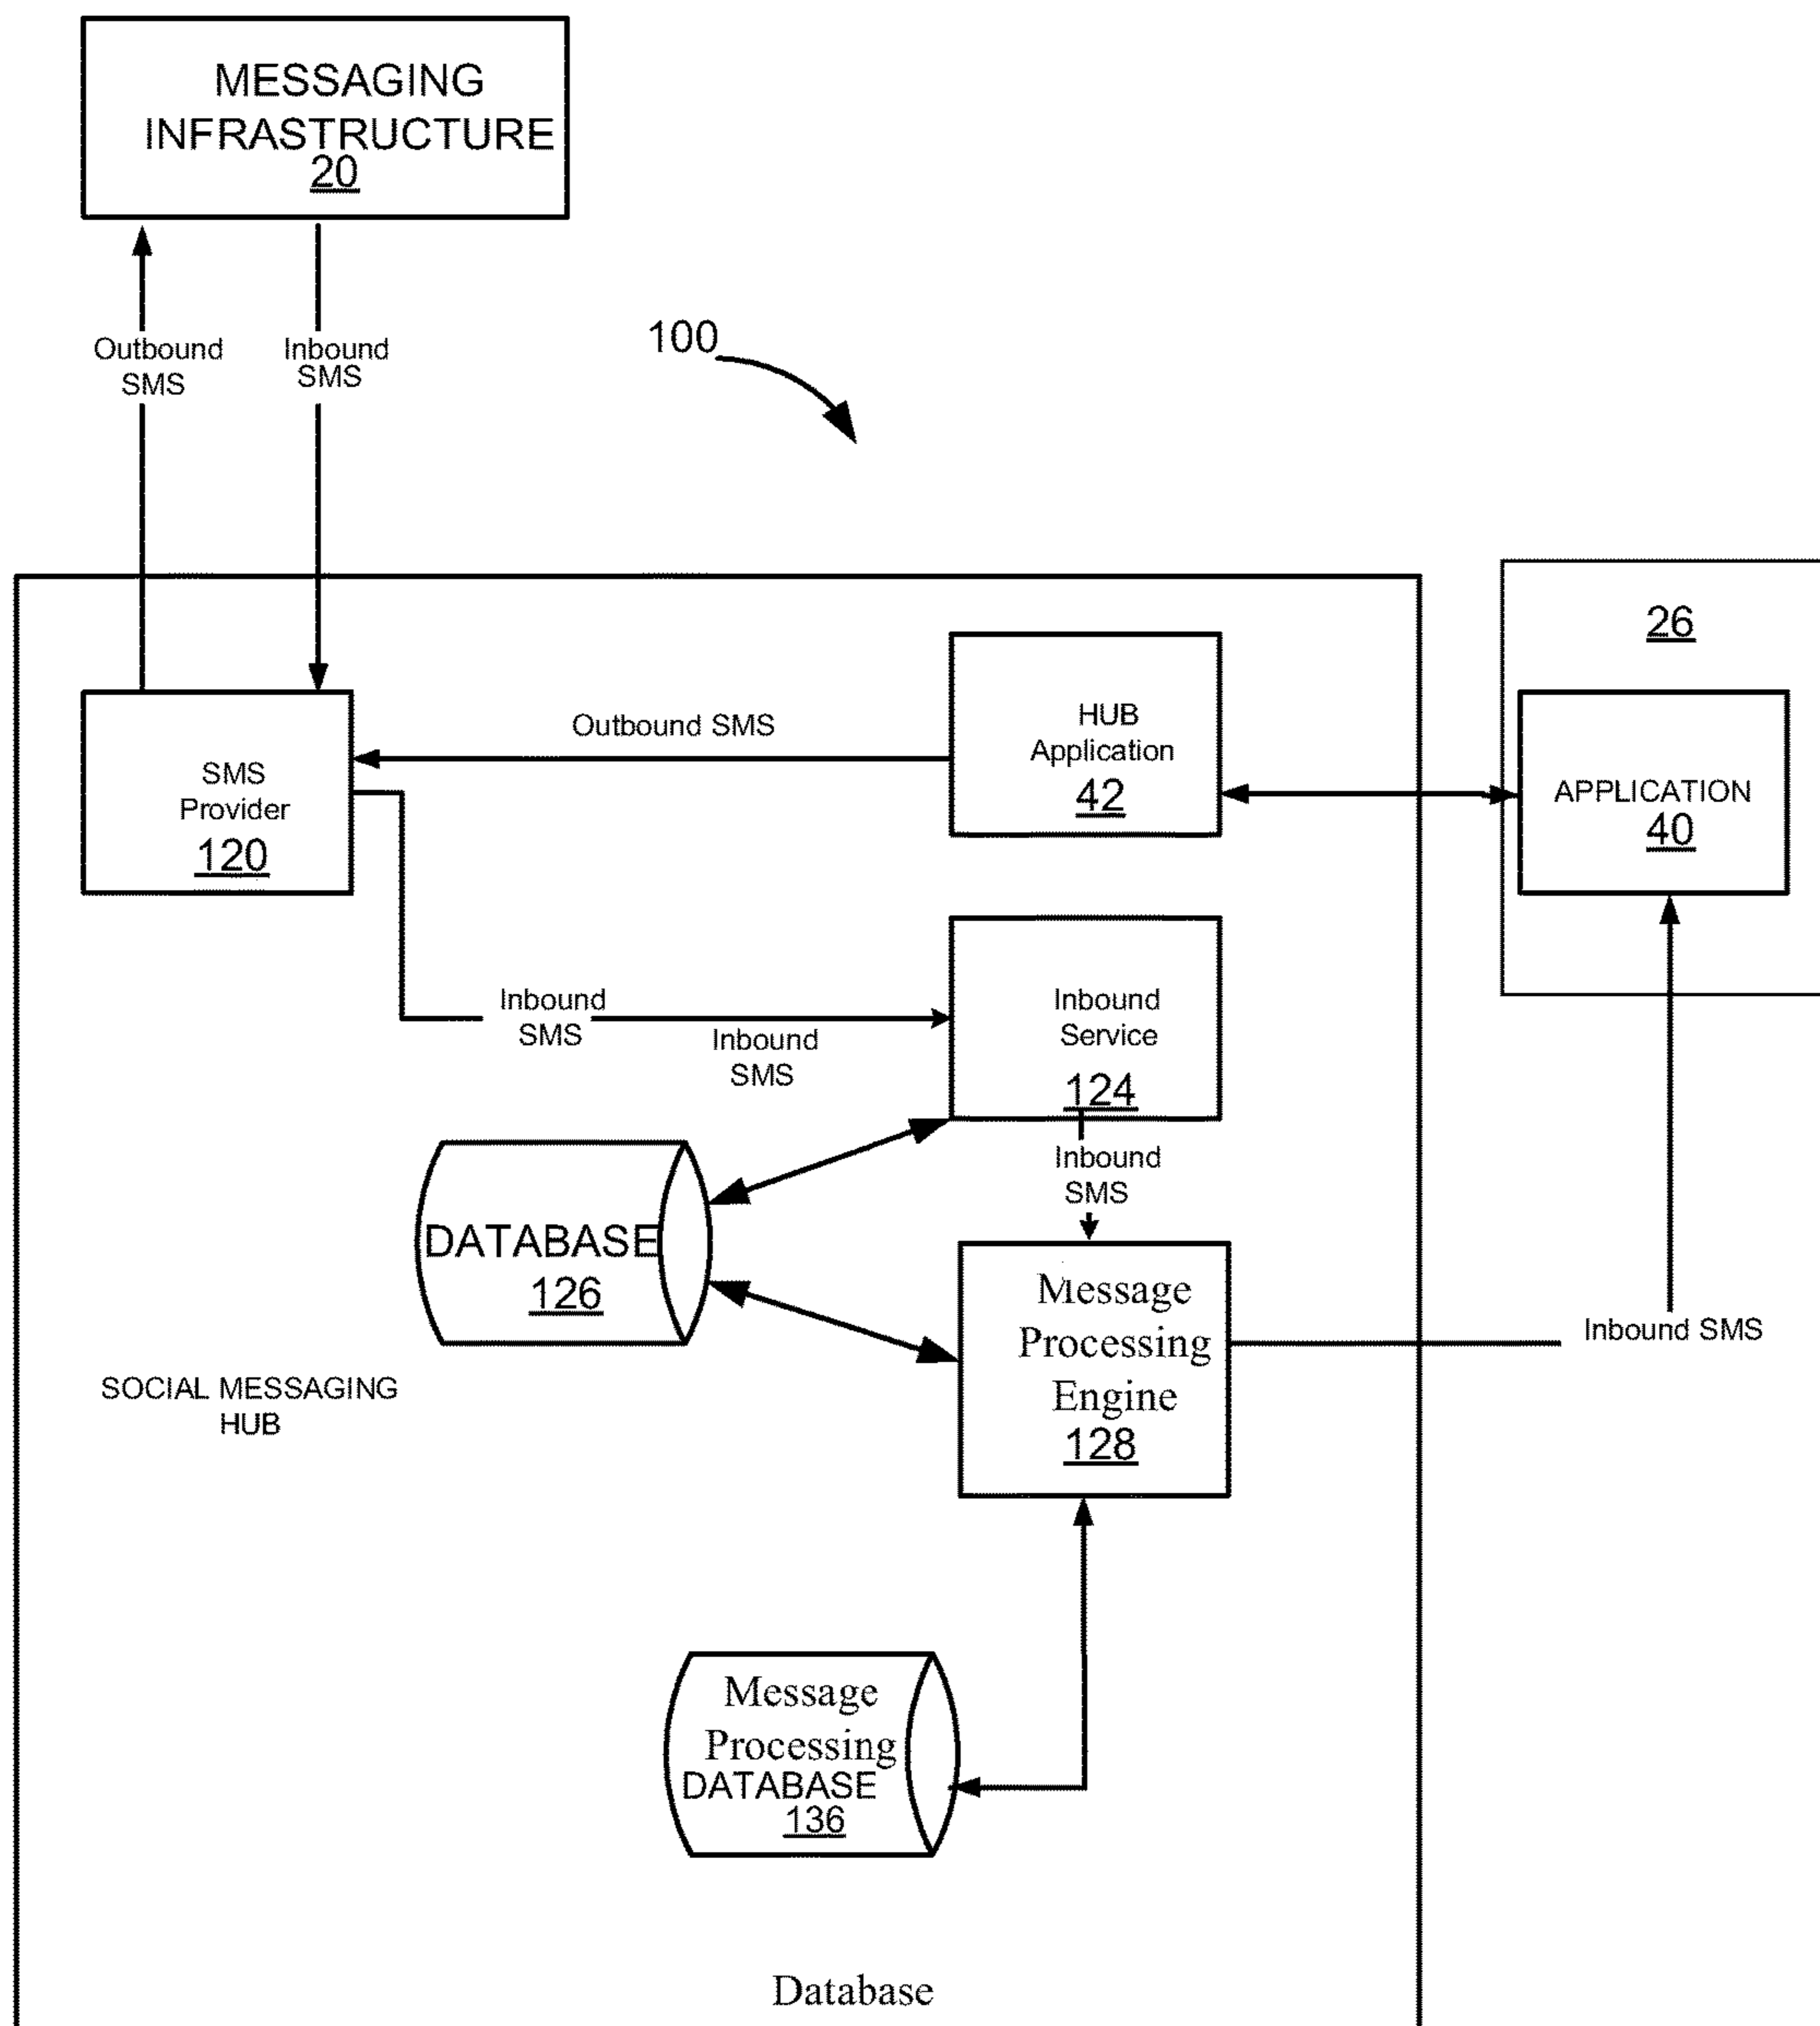 MESSAGING
INFRASTRUCTURE
20
Outbound
SMS
Inbound
SMS
100
26
HUB
Application
42
Outbound SMS
SMS
Provider
120
APPLICATION
40
Inbound
SMS
Inbound
SMS
Inbound
Service
124
Inbound
SMS
DATABASE
126
Message
Processing
Engine
128
Inbound SMS
SOCIAL MESSAGING
HUB
Message
Processing
DATABASE
136
Database